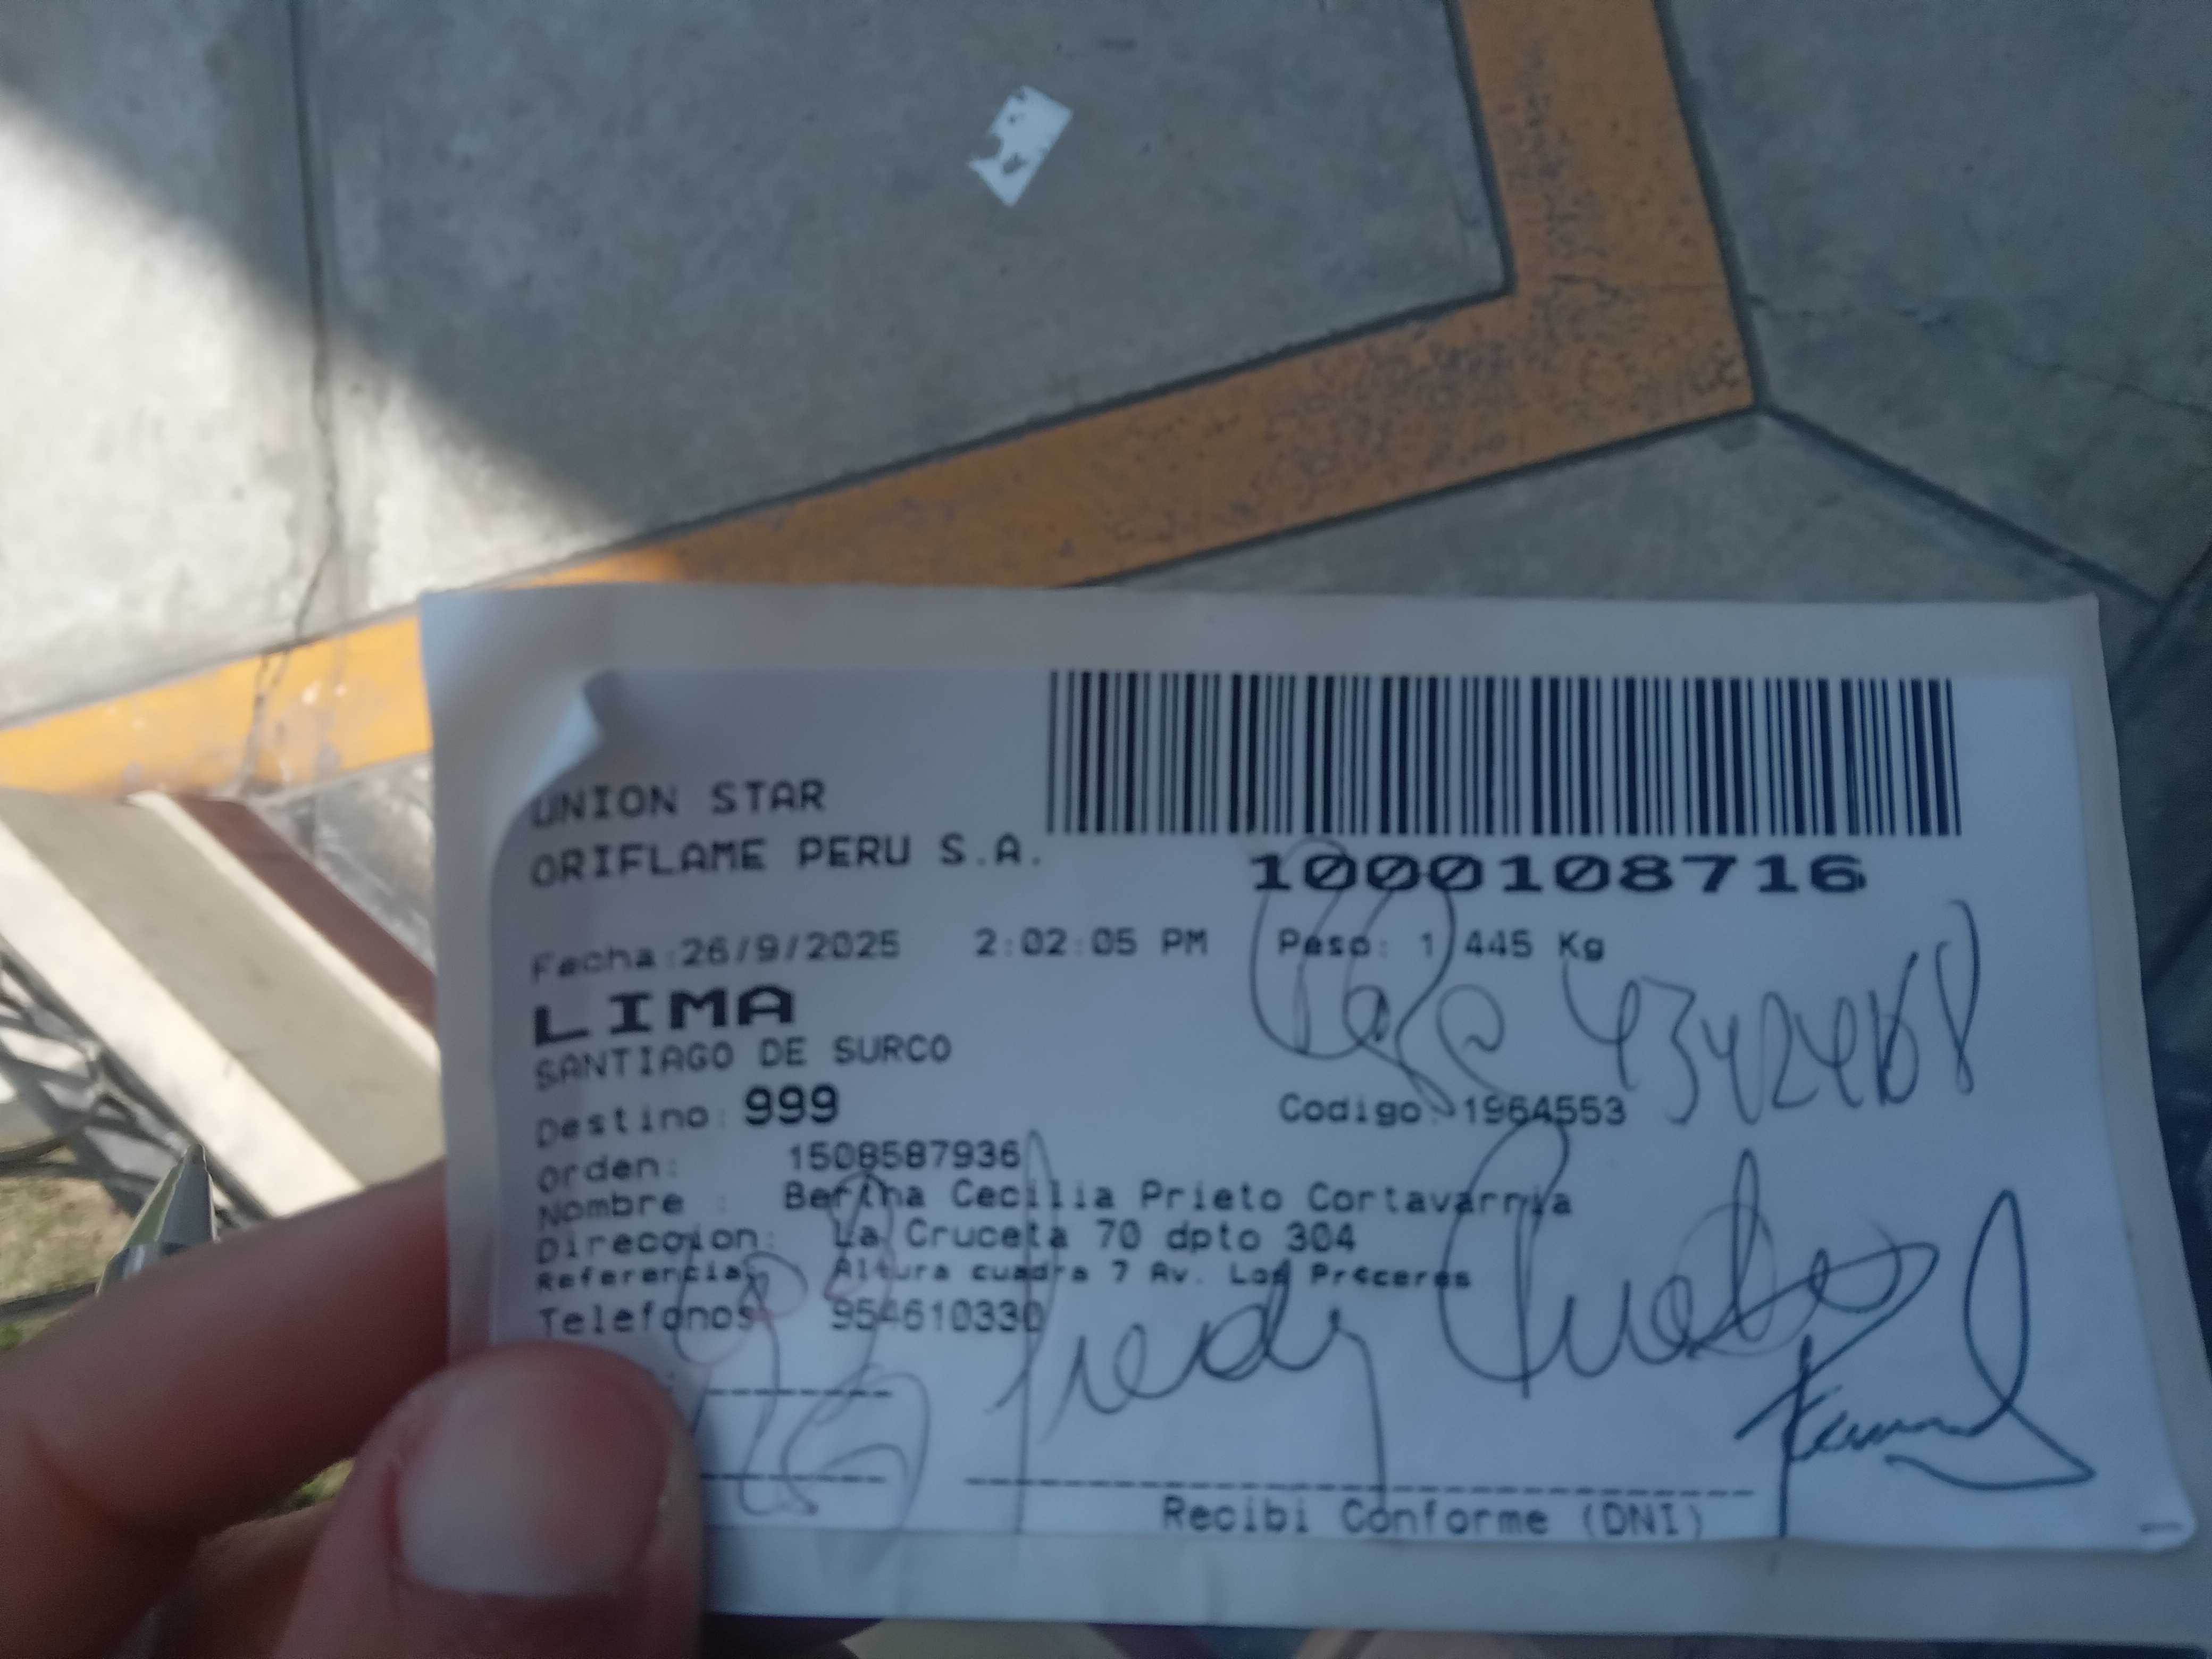 UNION STAR
ORIFLAME PERU S.A.
1000108716
Fecha:26/9/2025 2:02:05 PM Peso: 1,445 Kg
LIMA
SANTIAGO DE SURCO
Destino: 999 Codigo: 1964553
orden: 1508587936
Nombre : Bertha Cecilia Prieto Cortavarria
Direccion: La Cruceta 70 dpto 304
Referencia: Altura cuadra 7 Av. Los Próceres
Telefonos: 954610330
Fredy
Recibi Conforme (DNI)